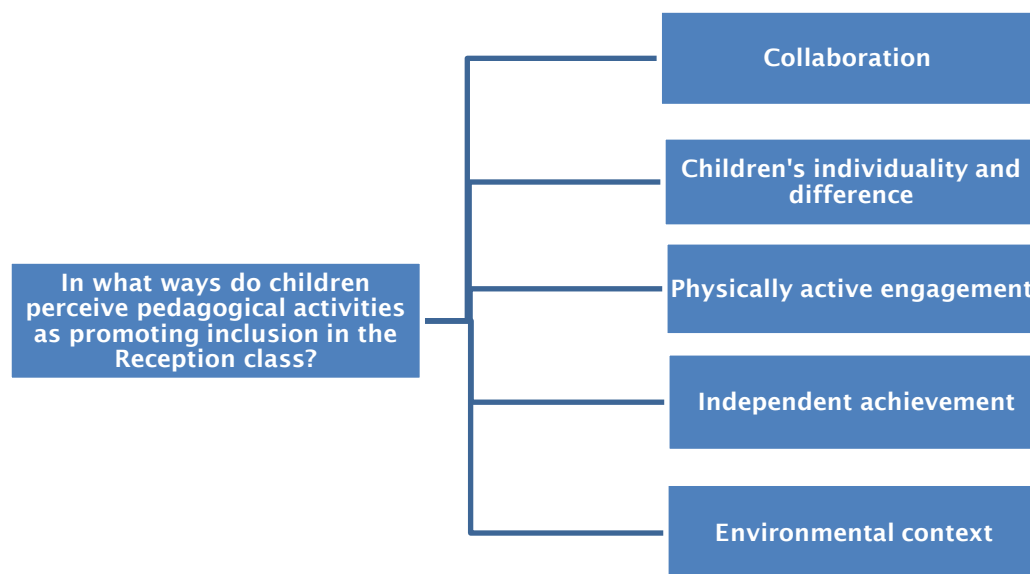 Collaboration
Children's individuality and
difference
In what ways do children
perceive pedagogical activities
as promoting inclusion in the
Reception class?
Physically active engagement
Independent achievement
Environmental context